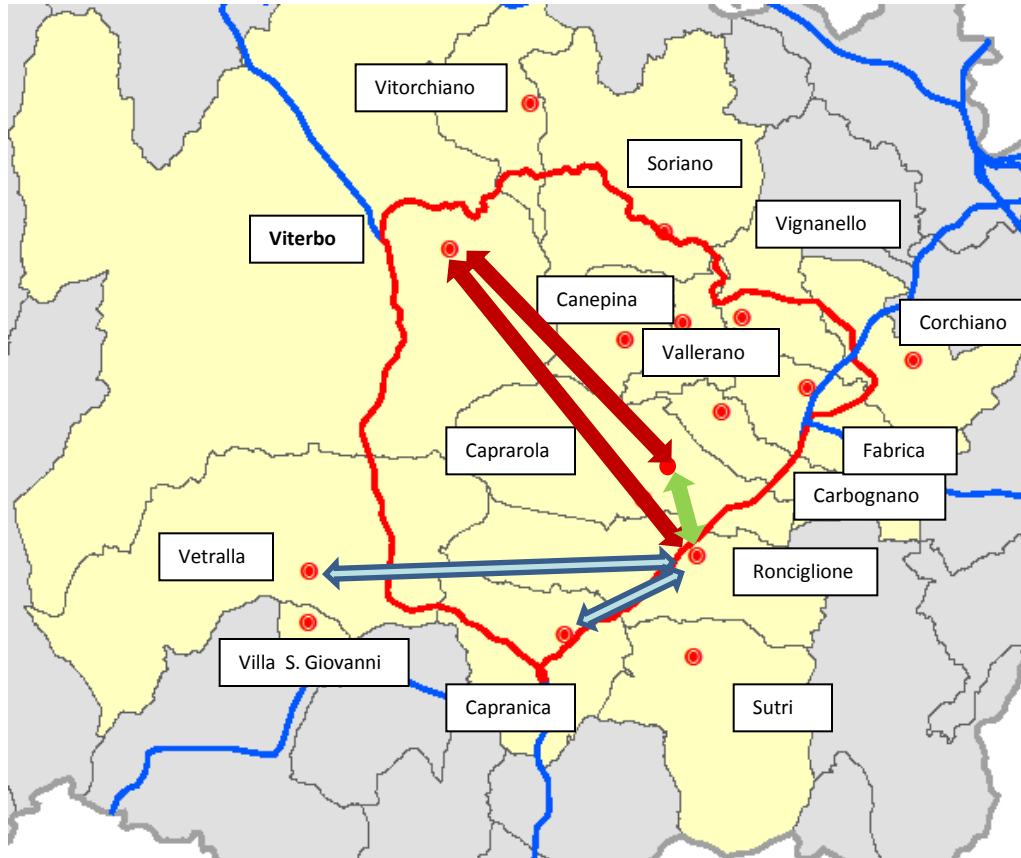 Vitorchiano
Soriano
Vignanello
Viterbo
Canepina
Corchiano
Vallerano
Caprarola
Fabrica
Carbognano
Vetralla
Ronciglione
Villa S. Giovanni
Capranica
Sutri